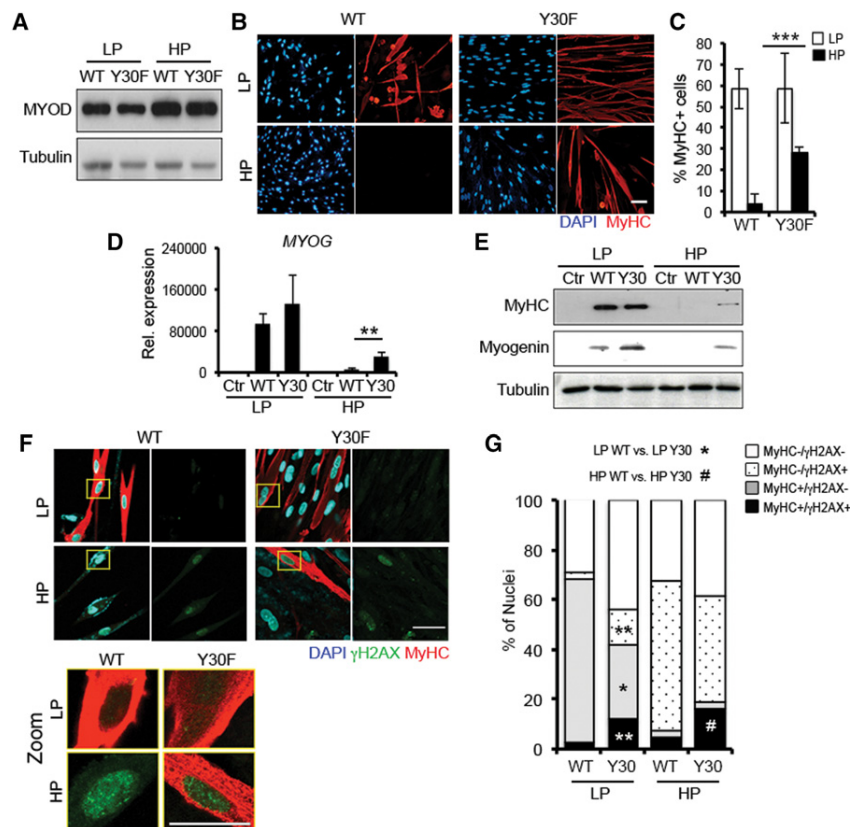 A
LP HP
WT Y30F WT Y30F
MYOD
Tubulin
B
WT Y30F
LP
HP
DAPI MyHC
C
*** LP
HP
% MyHC+ cells
80
70
60
50
40
30
20
10
0
WT Y30F
D
MYOG
Rel. expression
240000
160000
80000
0
**
Ctr WT Y30 Ctr WT Y30
LP HP
E
LP HP
Ctr WT Y30 Ctr WT Y30
MyHC
Myogenin
Tubulin
F
WT Y30F
LP
HP
DAPI γH2AX MyHC
WT Y30F
Zoom
LP
HP
G
LP WT vs. LP Y30 *
HP WT vs. HP Y30 #
MyHC-/γH2AX-
MyHC-/γH2AX+
MyHC+/γH2AX-
MyHC+/γH2AX+
% of Nuclei
100
80
60
40
20
0
**
*
**
#
WT Y30 WT Y30
LP HP